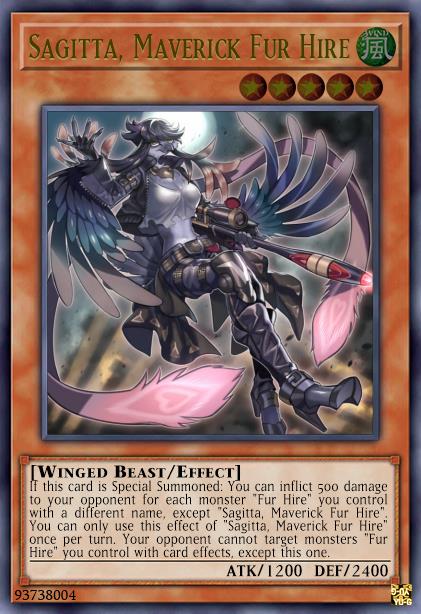 Sagitta, Maverick Fur Hire
WIND
風
[Winged Beast/Effect]
If this card is Special Summoned: You can inflict 500 damage
to your opponent for each monster "Fur Hire" you control
with a different name, except "Sagitta, Maverick Fur Hire".
You can only use this effect of "Sagitta, Maverick Fur Hire"
once per turn. Your opponent cannot target monsters "Fur
Hire" you control with card effects, except this one.
ATK/1200 DEF/2400
93738004